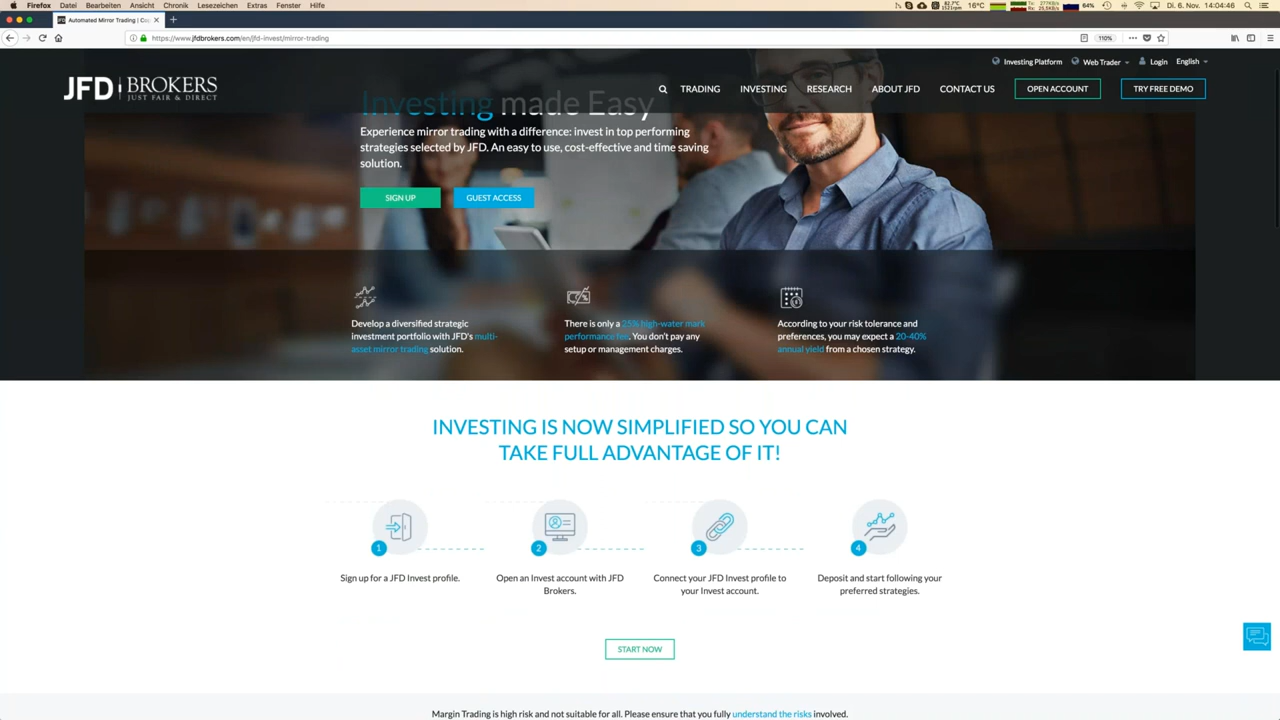 Firefox Datei Bearbeiten Ansicht Chronik Lesezeichen Extras Fenster Hilfe
16°C
64% Di. 6. Nov. 14:04:46
Automated Mirror Trading | Co
https://www.jfdbrokers.com/en/jfd-invest/mirror-trading
110%
Investing Platform Web Trader Login English
JFD BROKERS
JUST FAIR & DIRECT
TRADING INVESTING RESEARCH ABOUT JFD CONTACT US OPEN ACCOUNT TRY FREE DEMO
Investing made Easy
Experience mirror trading with a difference: invest in top performing
strategies selected by JFD. An easy to use, cost-effective and time saving
solution.
SIGN UP GUEST ACCESS
Develop a diversified strategic
investment portfolio with JFD's multi-
asset mirror trading solution.
There is only a 25% high-water mark
performance fee. You don't pay any
setup or management charges.
According to your risk tolerance and
preferences, you may expect a 20-40%
annual yield from a chosen strategy.
INVESTING IS NOW SIMPLIFIED SO YOU CAN
TAKE FULL ADVANTAGE OF IT!
1
Sign up for a JFD Invest profile.
2
Open an Invest account with JFD
Brokers.
3
Connect your JFD Invest profile to
your Invest account.
4
Deposit and start following your
preferred strategies.
START NOW
Margin Trading is high risk and not suitable for all. Please ensure that you fully understand the risks involved.